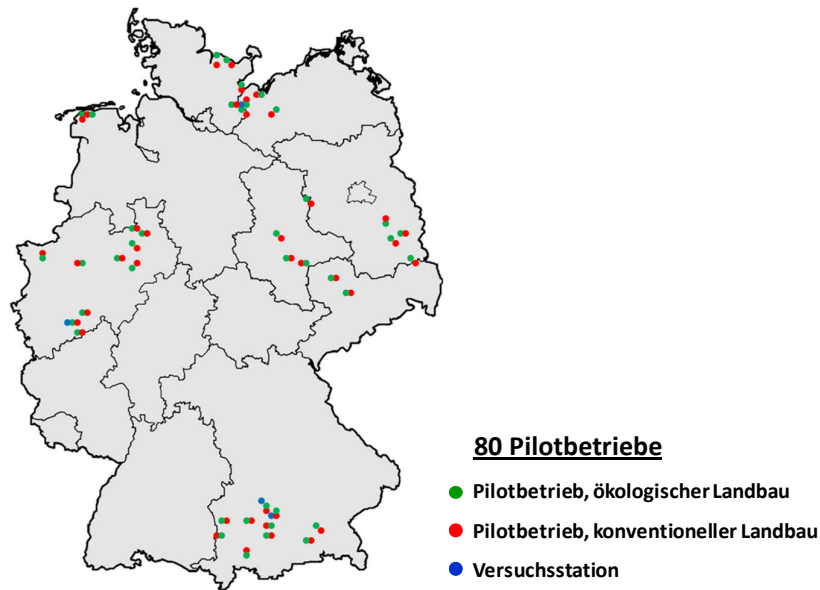 80 Pilotbetriebe
Pilotbetrieb, ökologischer Landbau
Pilotbetrieb, konventioneller Landbau
Versuchsstation